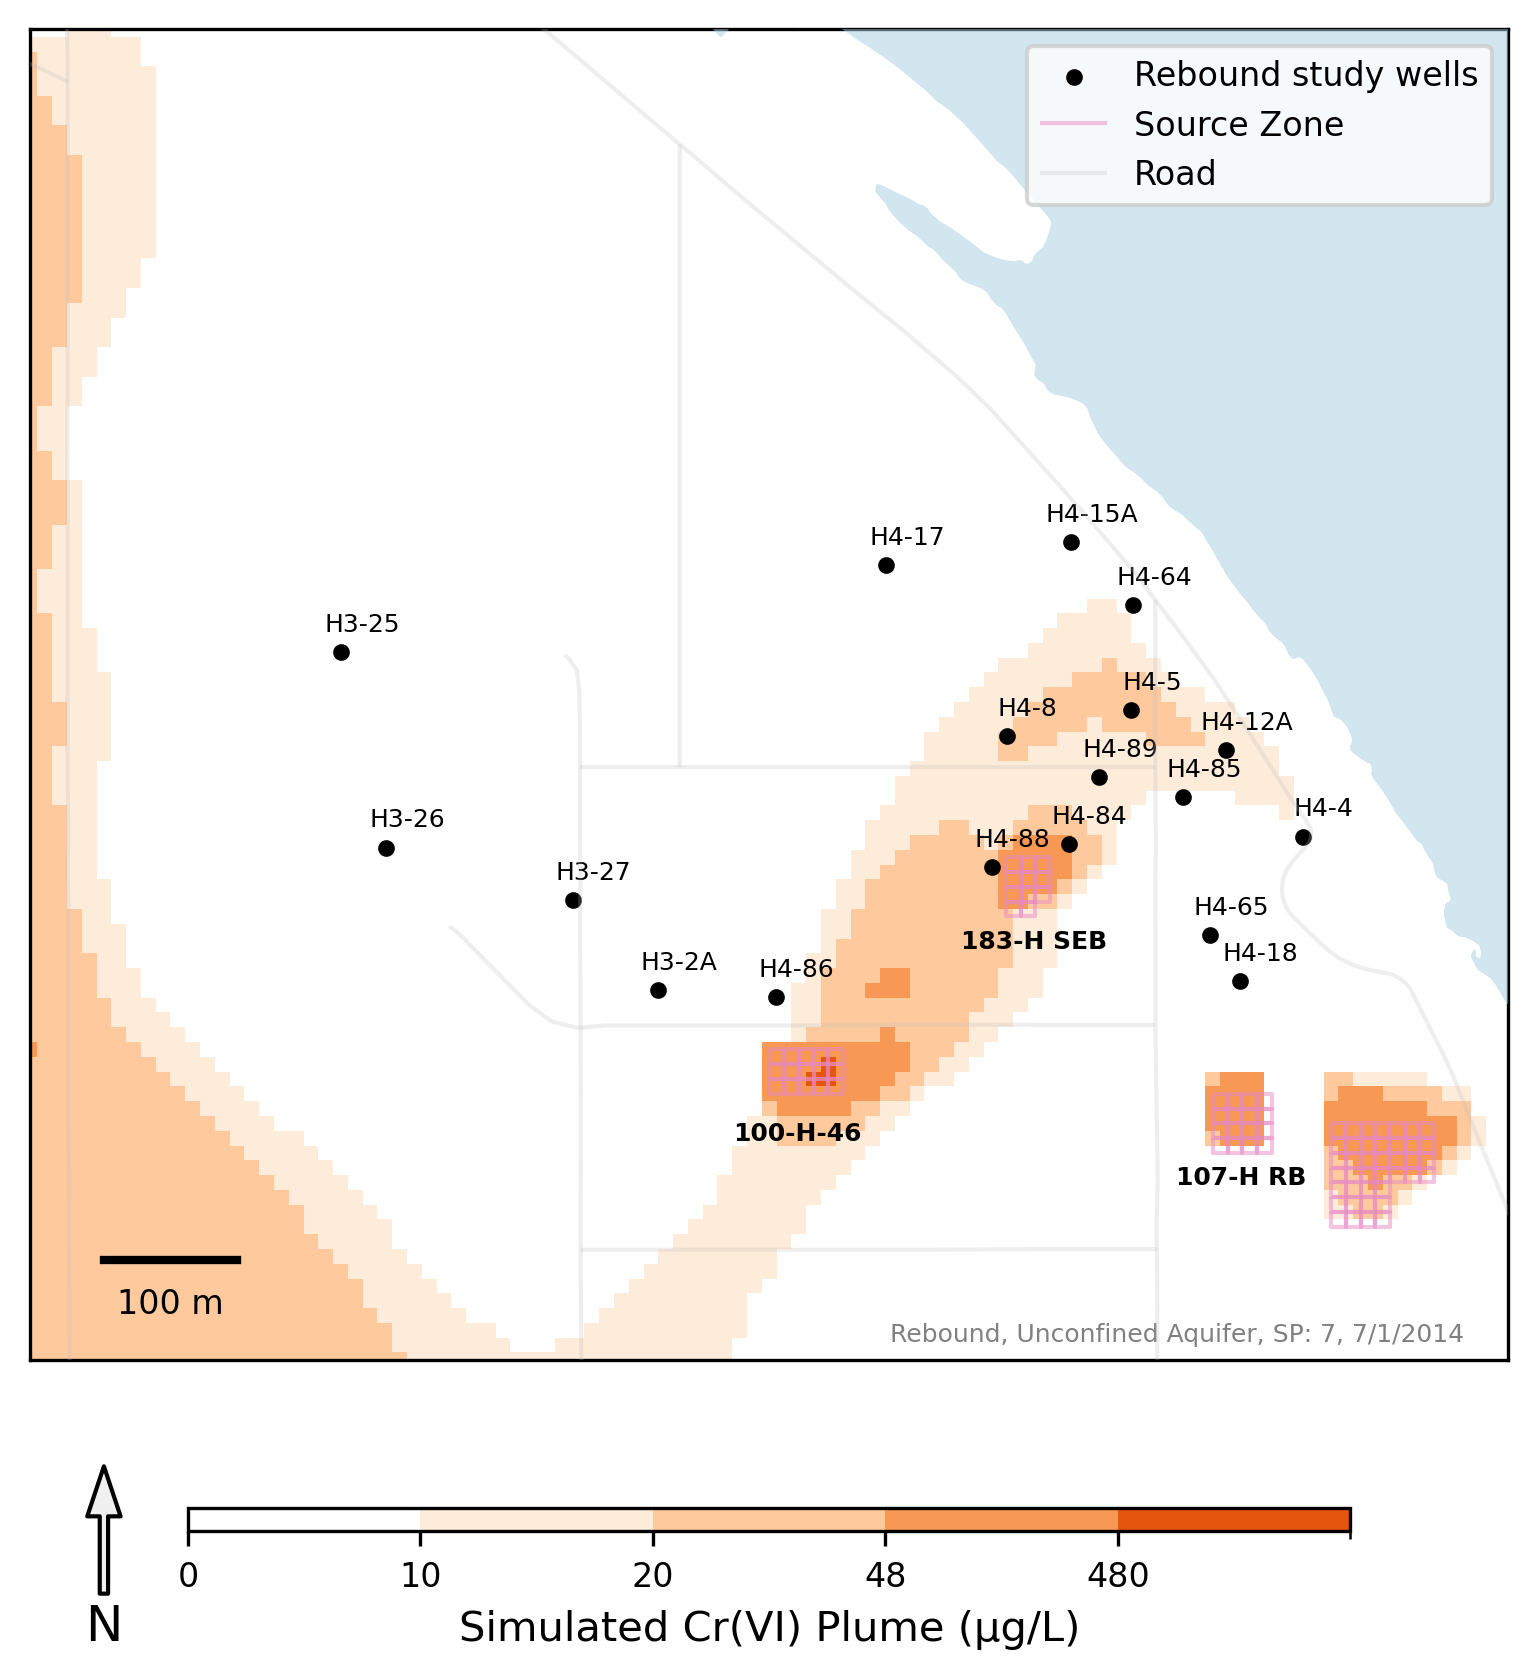 Rebound study wells
Source Zone
Road
H4-15A
H4-17
H4-64
H3-25
H4-5
H4-8
H4-12A
H4-89
H4-85
H4-4
H4-84
H3-26
H4-88
H3-27
H4-65
183-H SEB
H4-18
H3-2A
H4-86
100-H-46
107-H RB
100 m
Rebound, Unconfined Aquifer, SP: 7, 7/1/2014
0 10 20 48 480
N
Simulated Cr(VI) Plume (µg/L)